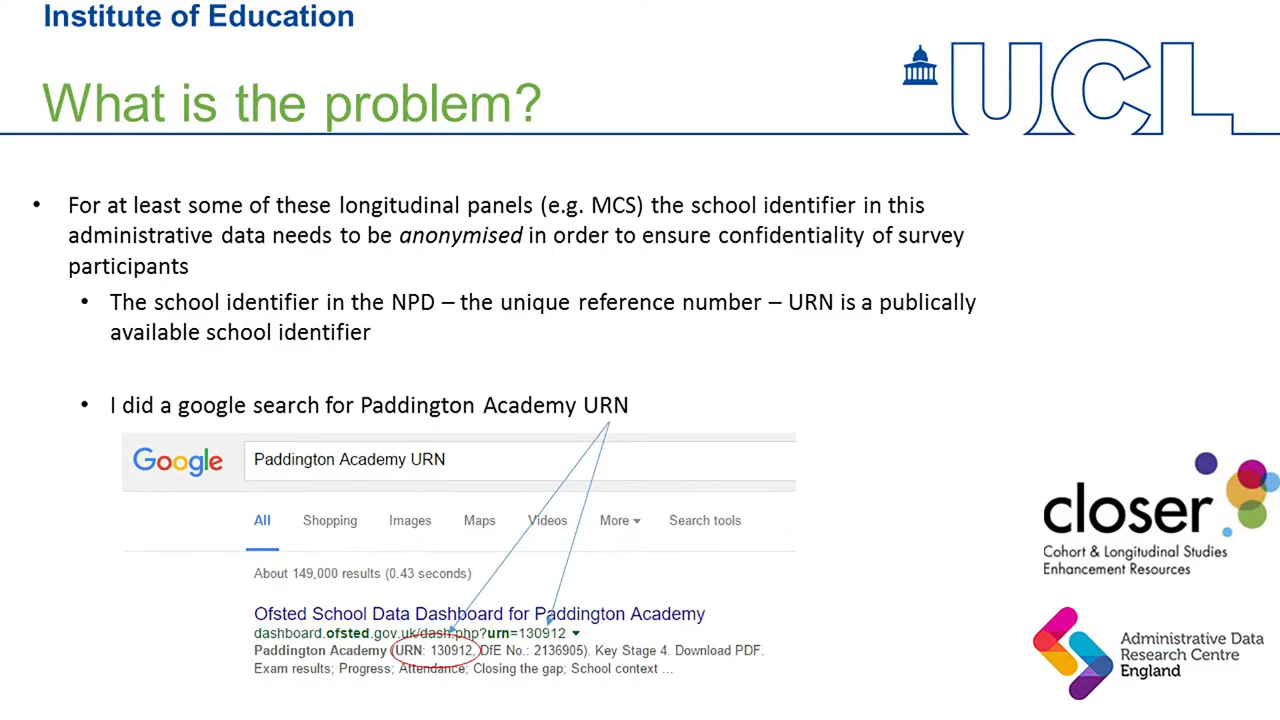 Institute of Education
UCL
What is the problem?
• For at least some of these longitudinal panels (e.g. MCS) the school identifier in this
administrative data needs to be anonymised in order to ensure confidentiality of survey
participants
• The school identifier in the NPD – the unique reference number – URN is a publically
available school identifier
• I did a google search for Paddington Academy URN
Google
Paddington Academy URN
All Shopping Images Maps Videos More Search tools
About 149,000 results (0.43 seconds)
Ofsted School Data Dashboard for Paddington Academy
dashboard.ofsted.gov.uk/dash.php?urn=130912
Paddington Academy (URN: 130912, DfE No.: 2136905). Key Stage 4. Download PDF.
Exam results; Progress; Attendance; Closing the gap; School context ...
closer
Cohort & Longitudinal Studies
Enhancement Resources
Administrative Data
Research Centre
England